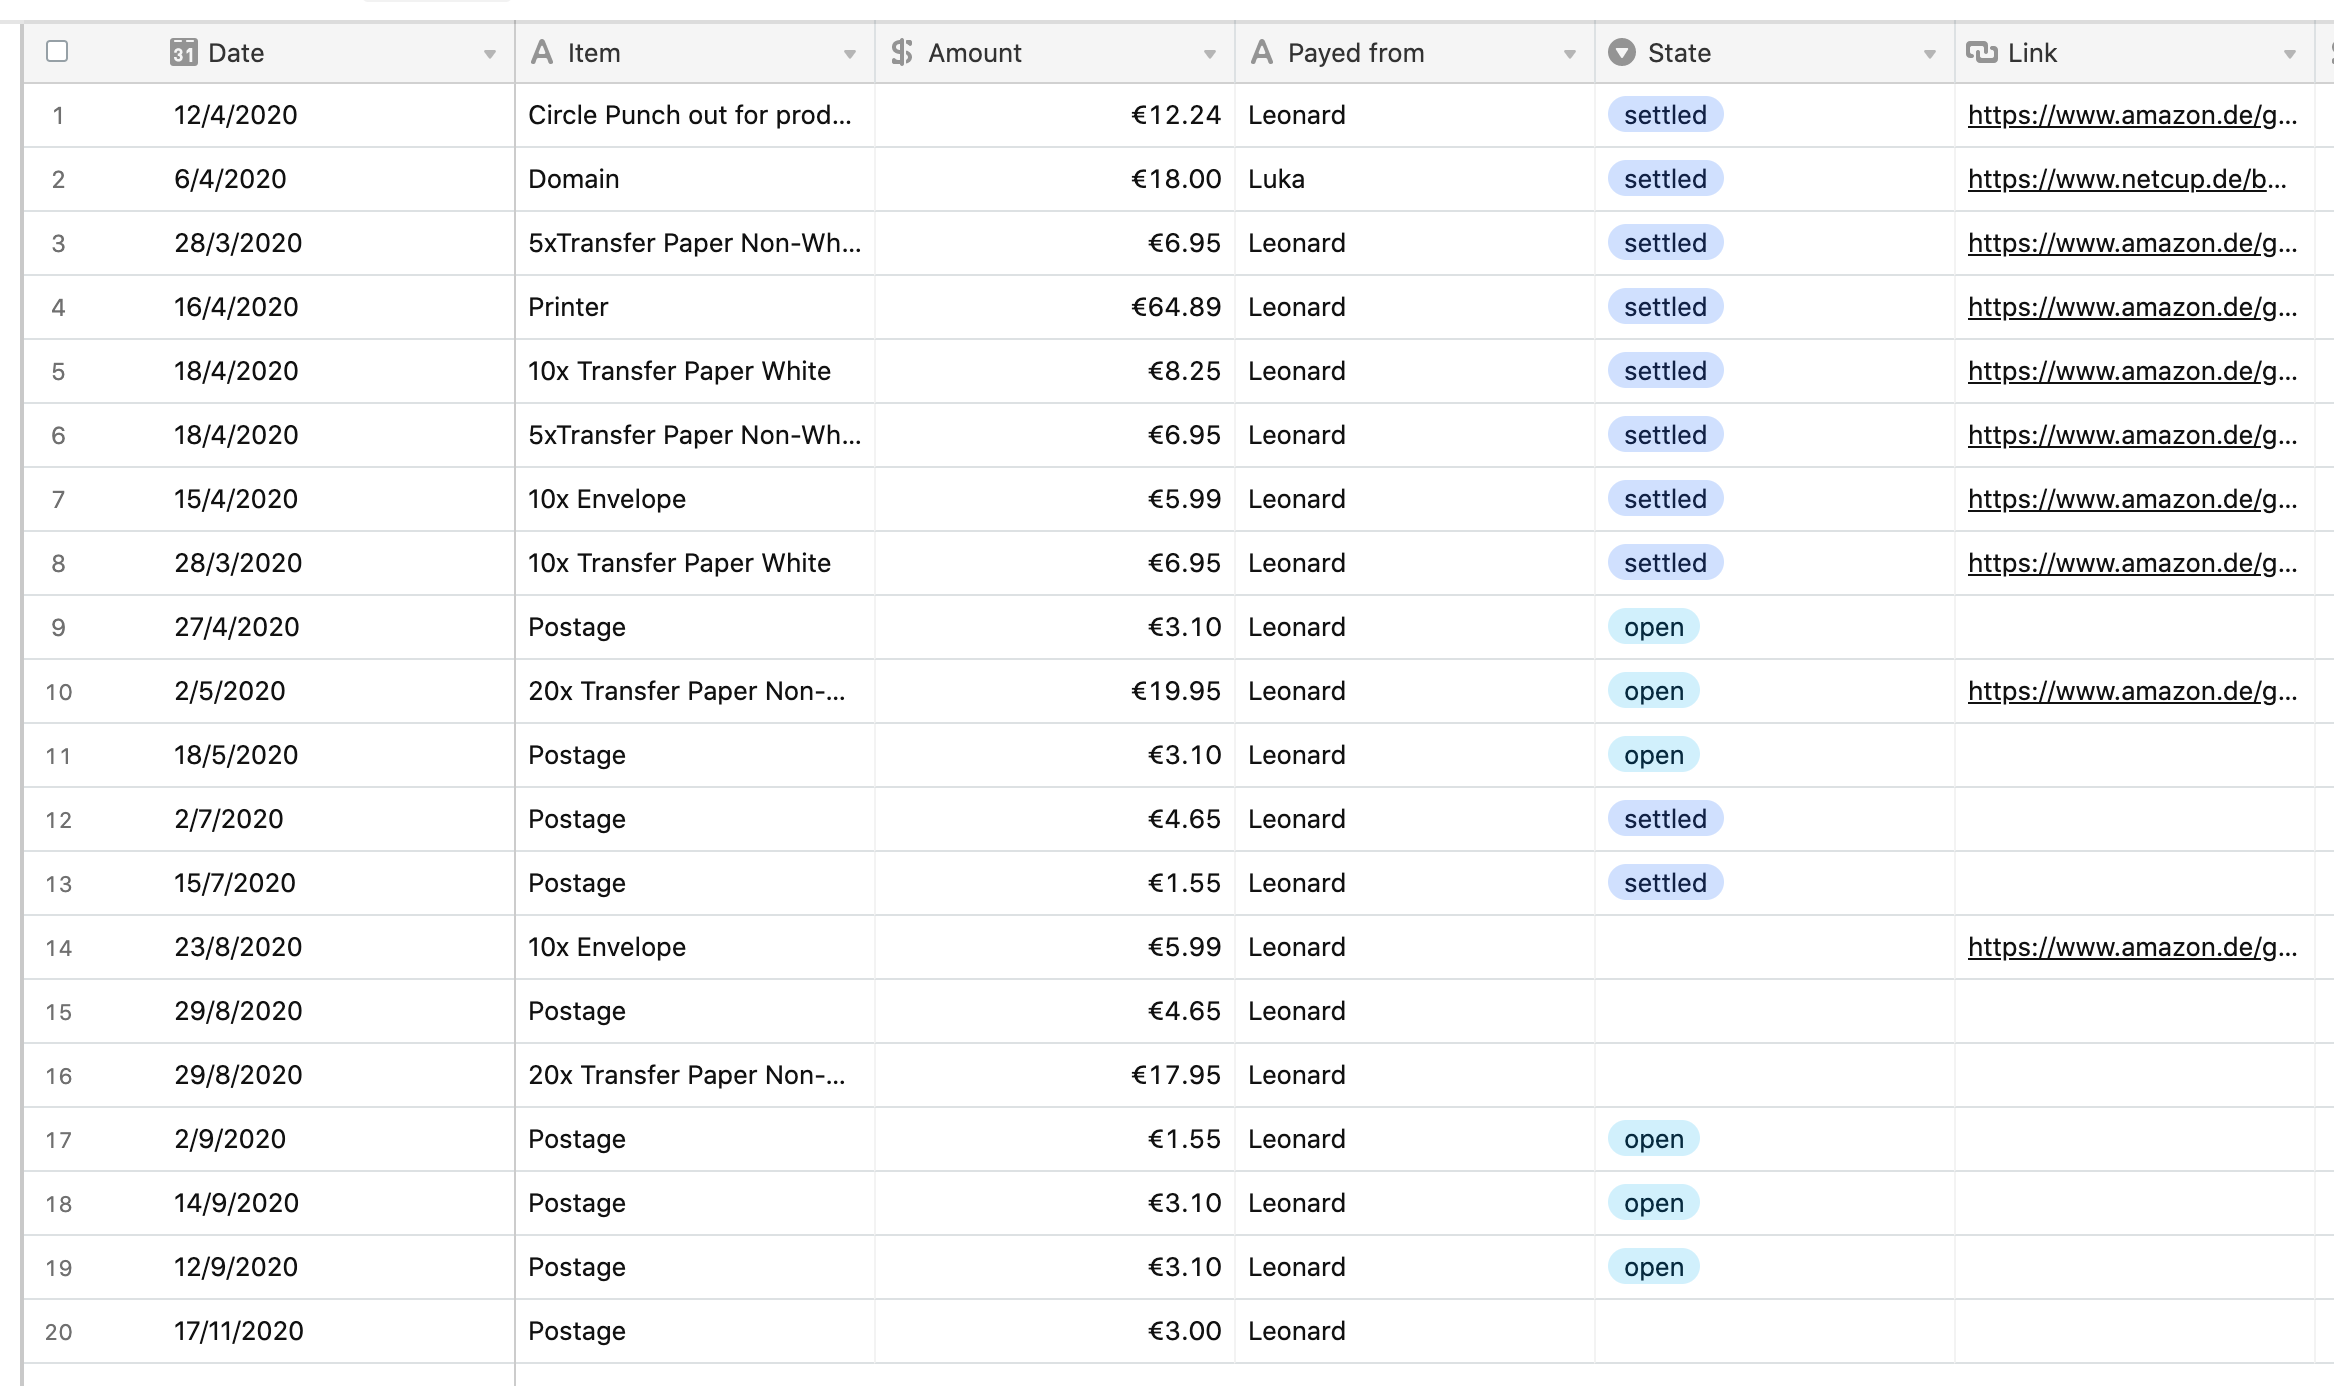 31 Date A Item $ Amount A Payed from State Link
1 12/4/2020 Circle Punch out for prod... €12.24 Leonard settled https://www.amazon.de/g...
2 6/4/2020 Domain €18.00 Luka settled https://www.netcup.de/b...
3 28/3/2020 5xTransfer Paper Non-Wh... €6.95 Leonard settled https://www.amazon.de/g...
4 16/4/2020 Printer €64.89 Leonard settled https://www.amazon.de/g...
5 18/4/2020 10x Transfer Paper White €8.25 Leonard settled https://www.amazon.de/g...
6 18/4/2020 5xTransfer Paper Non-Wh... €6.95 Leonard settled https://www.amazon.de/g...
7 15/4/2020 10x Envelope €5.99 Leonard settled https://www.amazon.de/g...
8 28/3/2020 10x Transfer Paper White €6.95 Leonard settled https://www.amazon.de/g...
9 27/4/2020 Postage €3.10 Leonard open
10 2/5/2020 20x Transfer Paper Non-... €19.95 Leonard open https://www.amazon.de/g...
11 18/5/2020 Postage €3.10 Leonard open
12 2/7/2020 Postage €4.65 Leonard settled
13 15/7/2020 Postage €1.55 Leonard settled
14 23/8/2020 10x Envelope €5.99 Leonard https://www.amazon.de/g...
15 29/8/2020 Postage €4.65 Leonard
16 29/8/2020 20x Transfer Paper Non-... €17.95 Leonard
17 2/9/2020 Postage €1.55 Leonard open
18 14/9/2020 Postage €3.10 Leonard open
19 12/9/2020 Postage €3.10 Leonard open
20 17/11/2020 Postage €3.00 Leonard